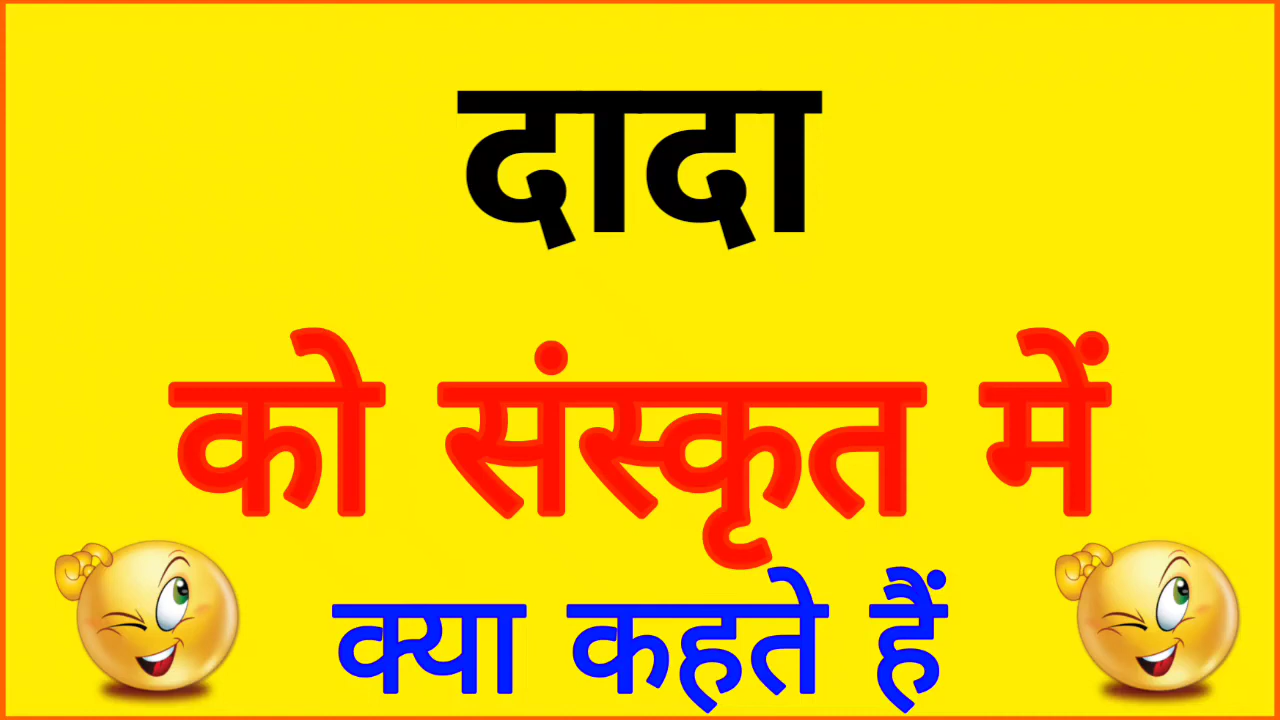 दादा
को संस्कृत में
क्या कहते हैं